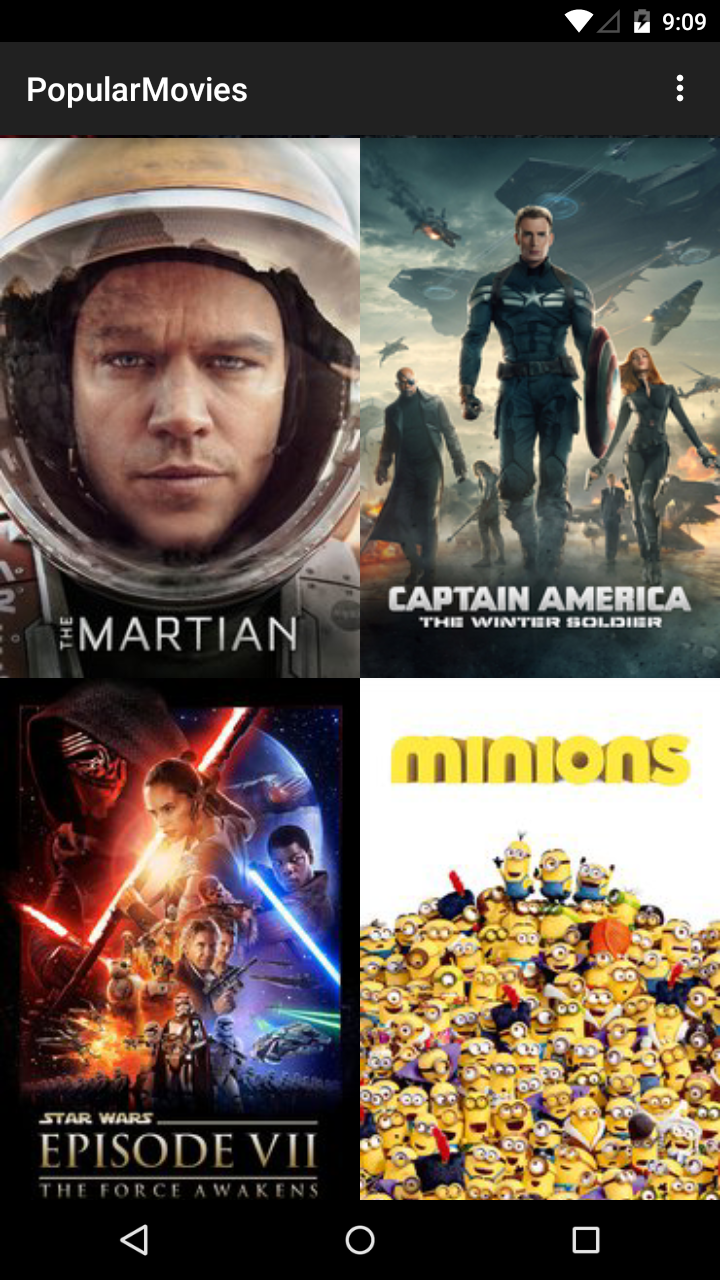 9:09
PopularMovies
THE MARTIAN
CAPTAIN AMERICA
THE WINTER SOLDIER
STAR WARS
EPISODE VII
THE FORCE AWAKENS
MINIONS